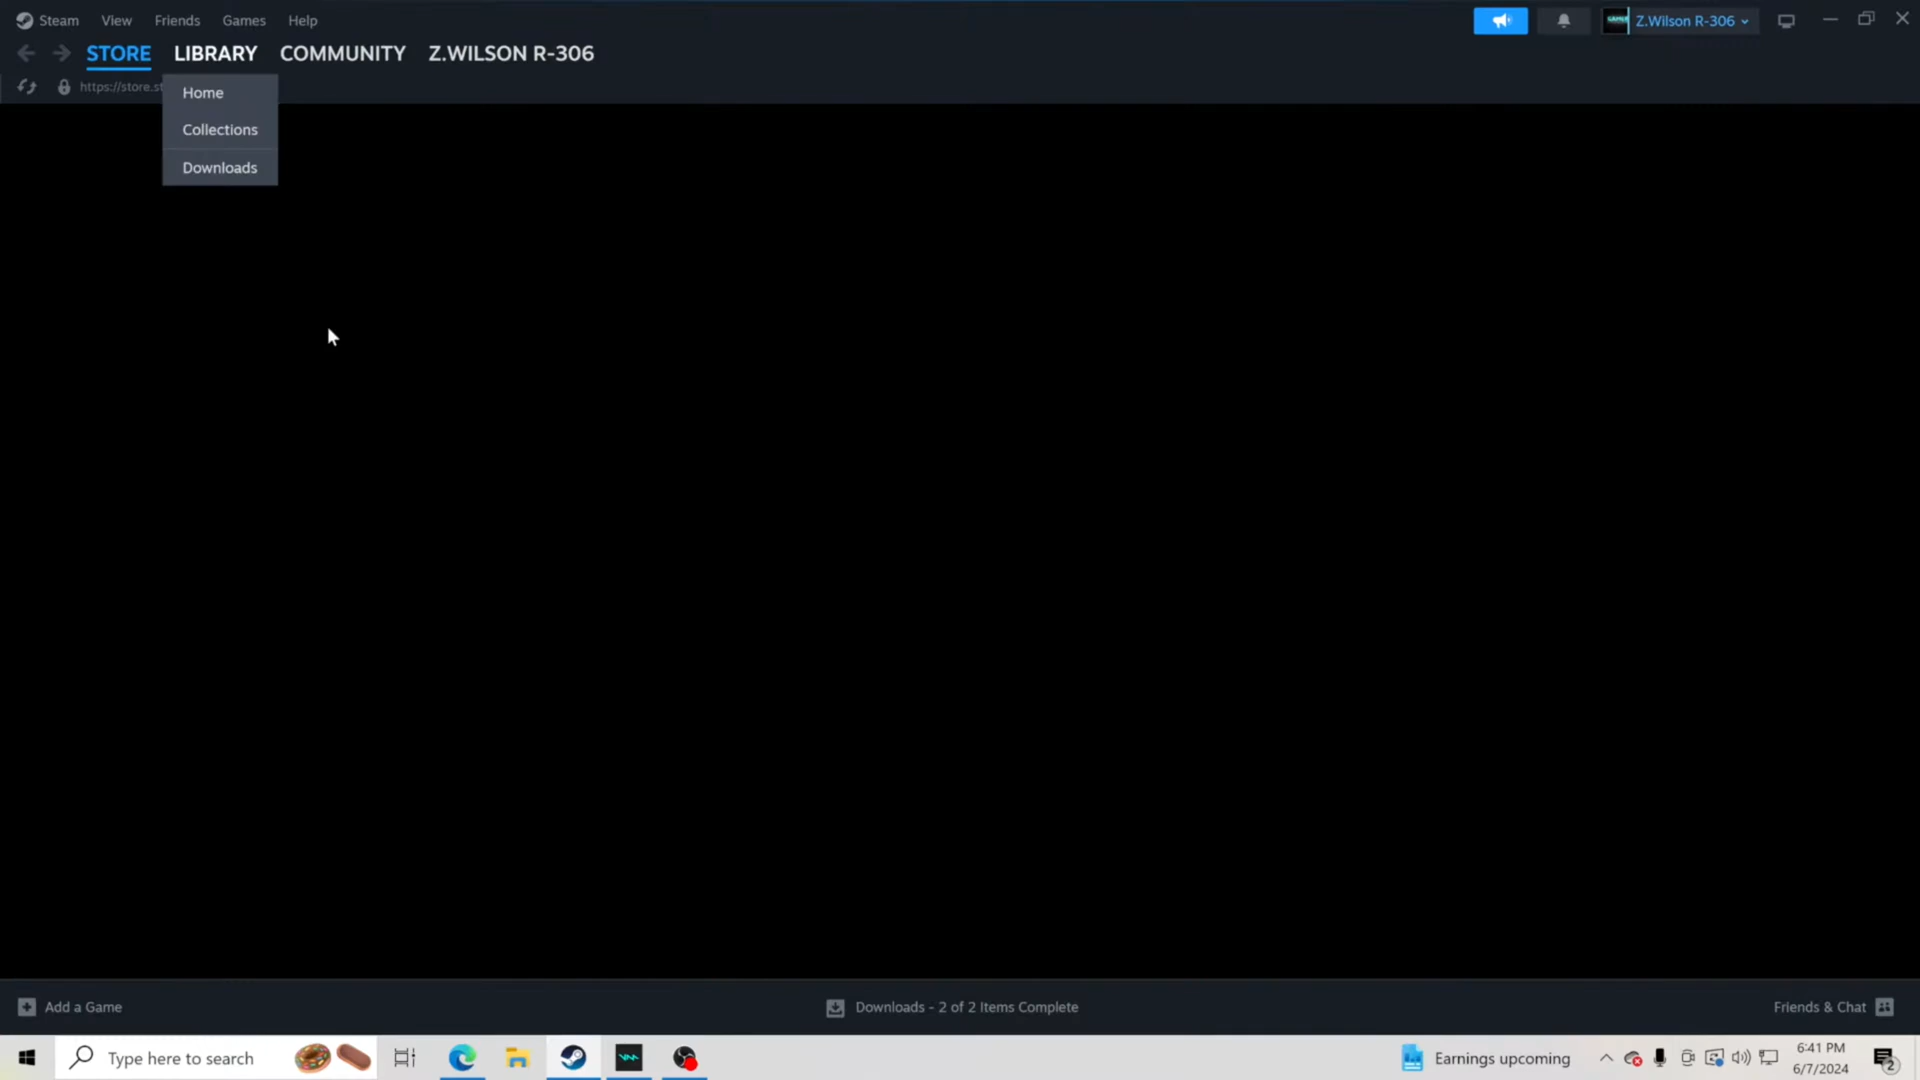 Steam View Friends Games Help
Z.Wilson R-306
STORE LIBRARY COMMUNITY Z.WILSON R-306
https://store.st
Home
Collections
Downloads
Add a Game
Downloads - 2 of 2 Items Complete
Friends & Chat
Type here to search
Earnings upcoming
6:41 PM
6/7/2024
2